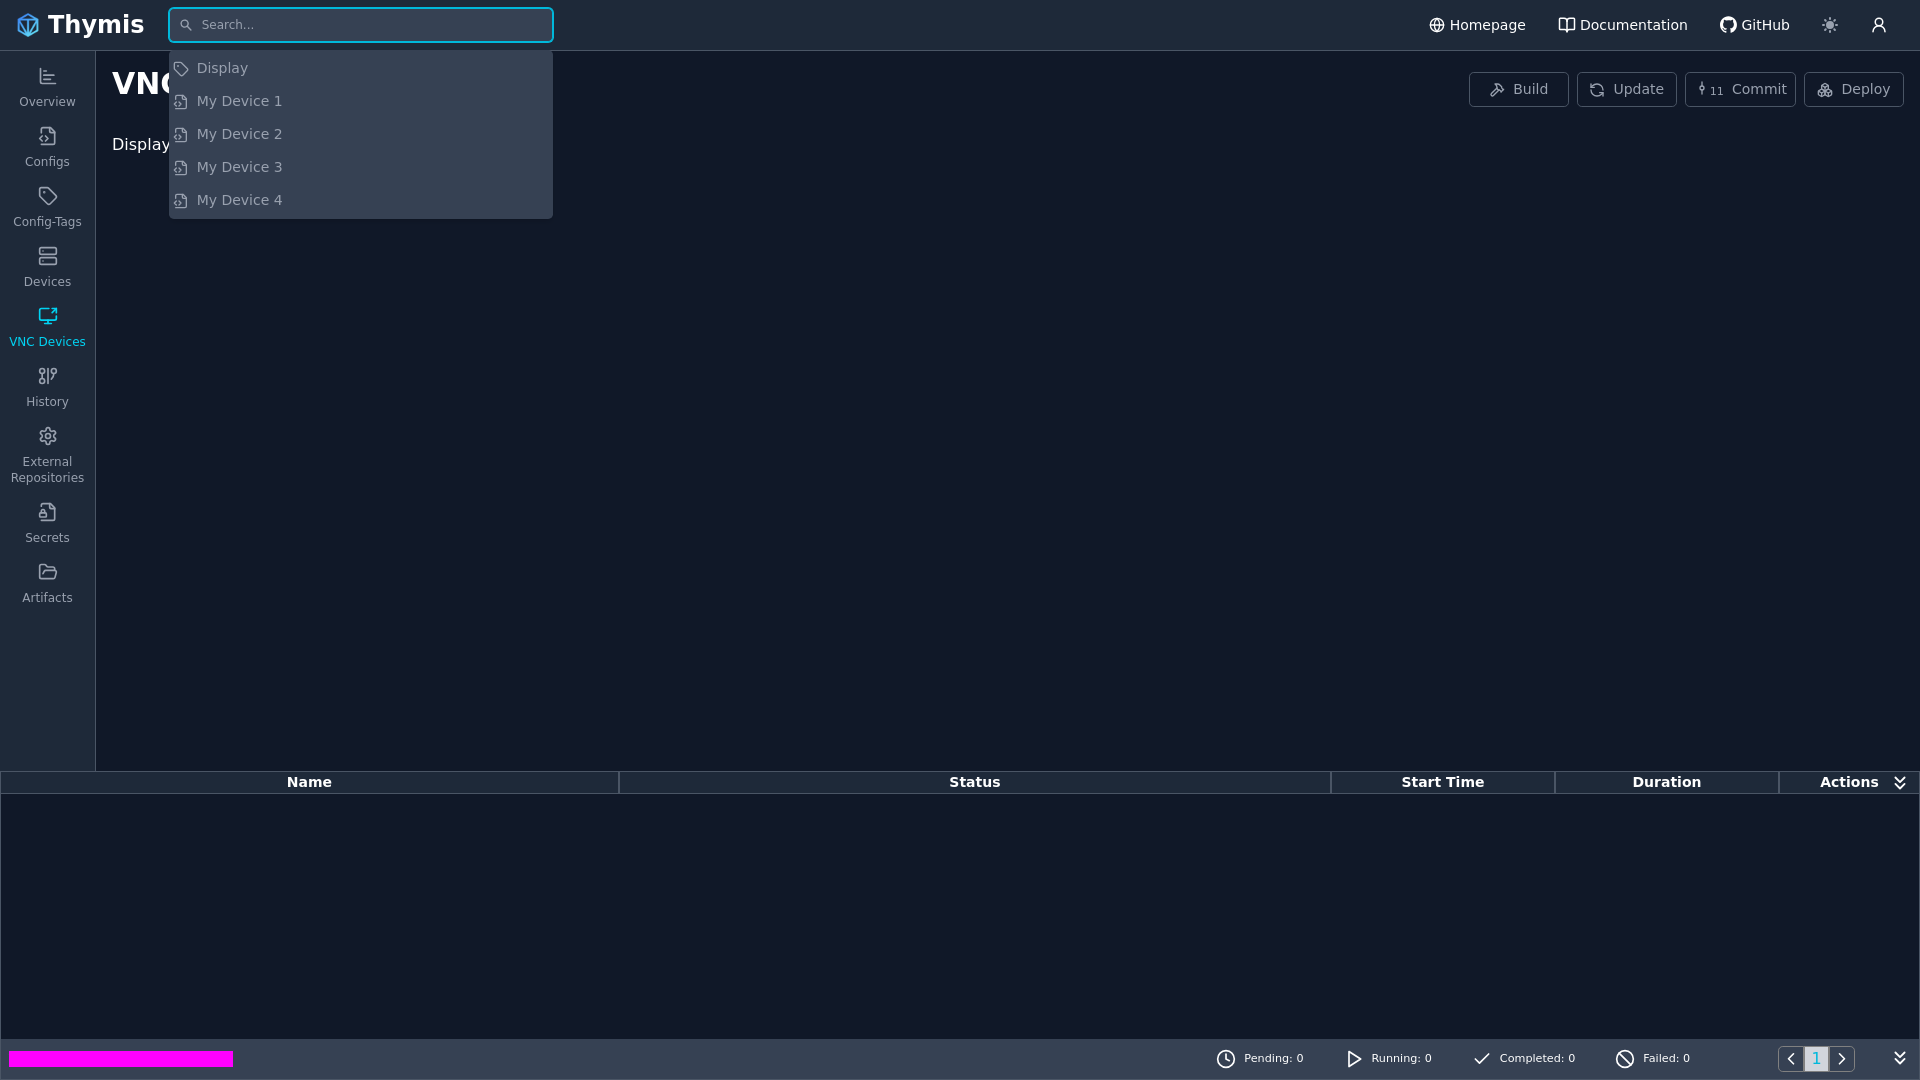 Thymis
Search...
Homepage
Documentation
GitHub
Display
My Device 1
My Device 2
My Device 3
My Device 4
VNC
Display
Build
Update
11 Commit
Deploy
Overview
Configs
Config-Tags
Devices
VNC Devices
History
External
Repositories
Secrets
Artifacts
Name Status Start Time Duration Actions
Pending: 0 Running: 0 Completed: 0 Failed: 0 1